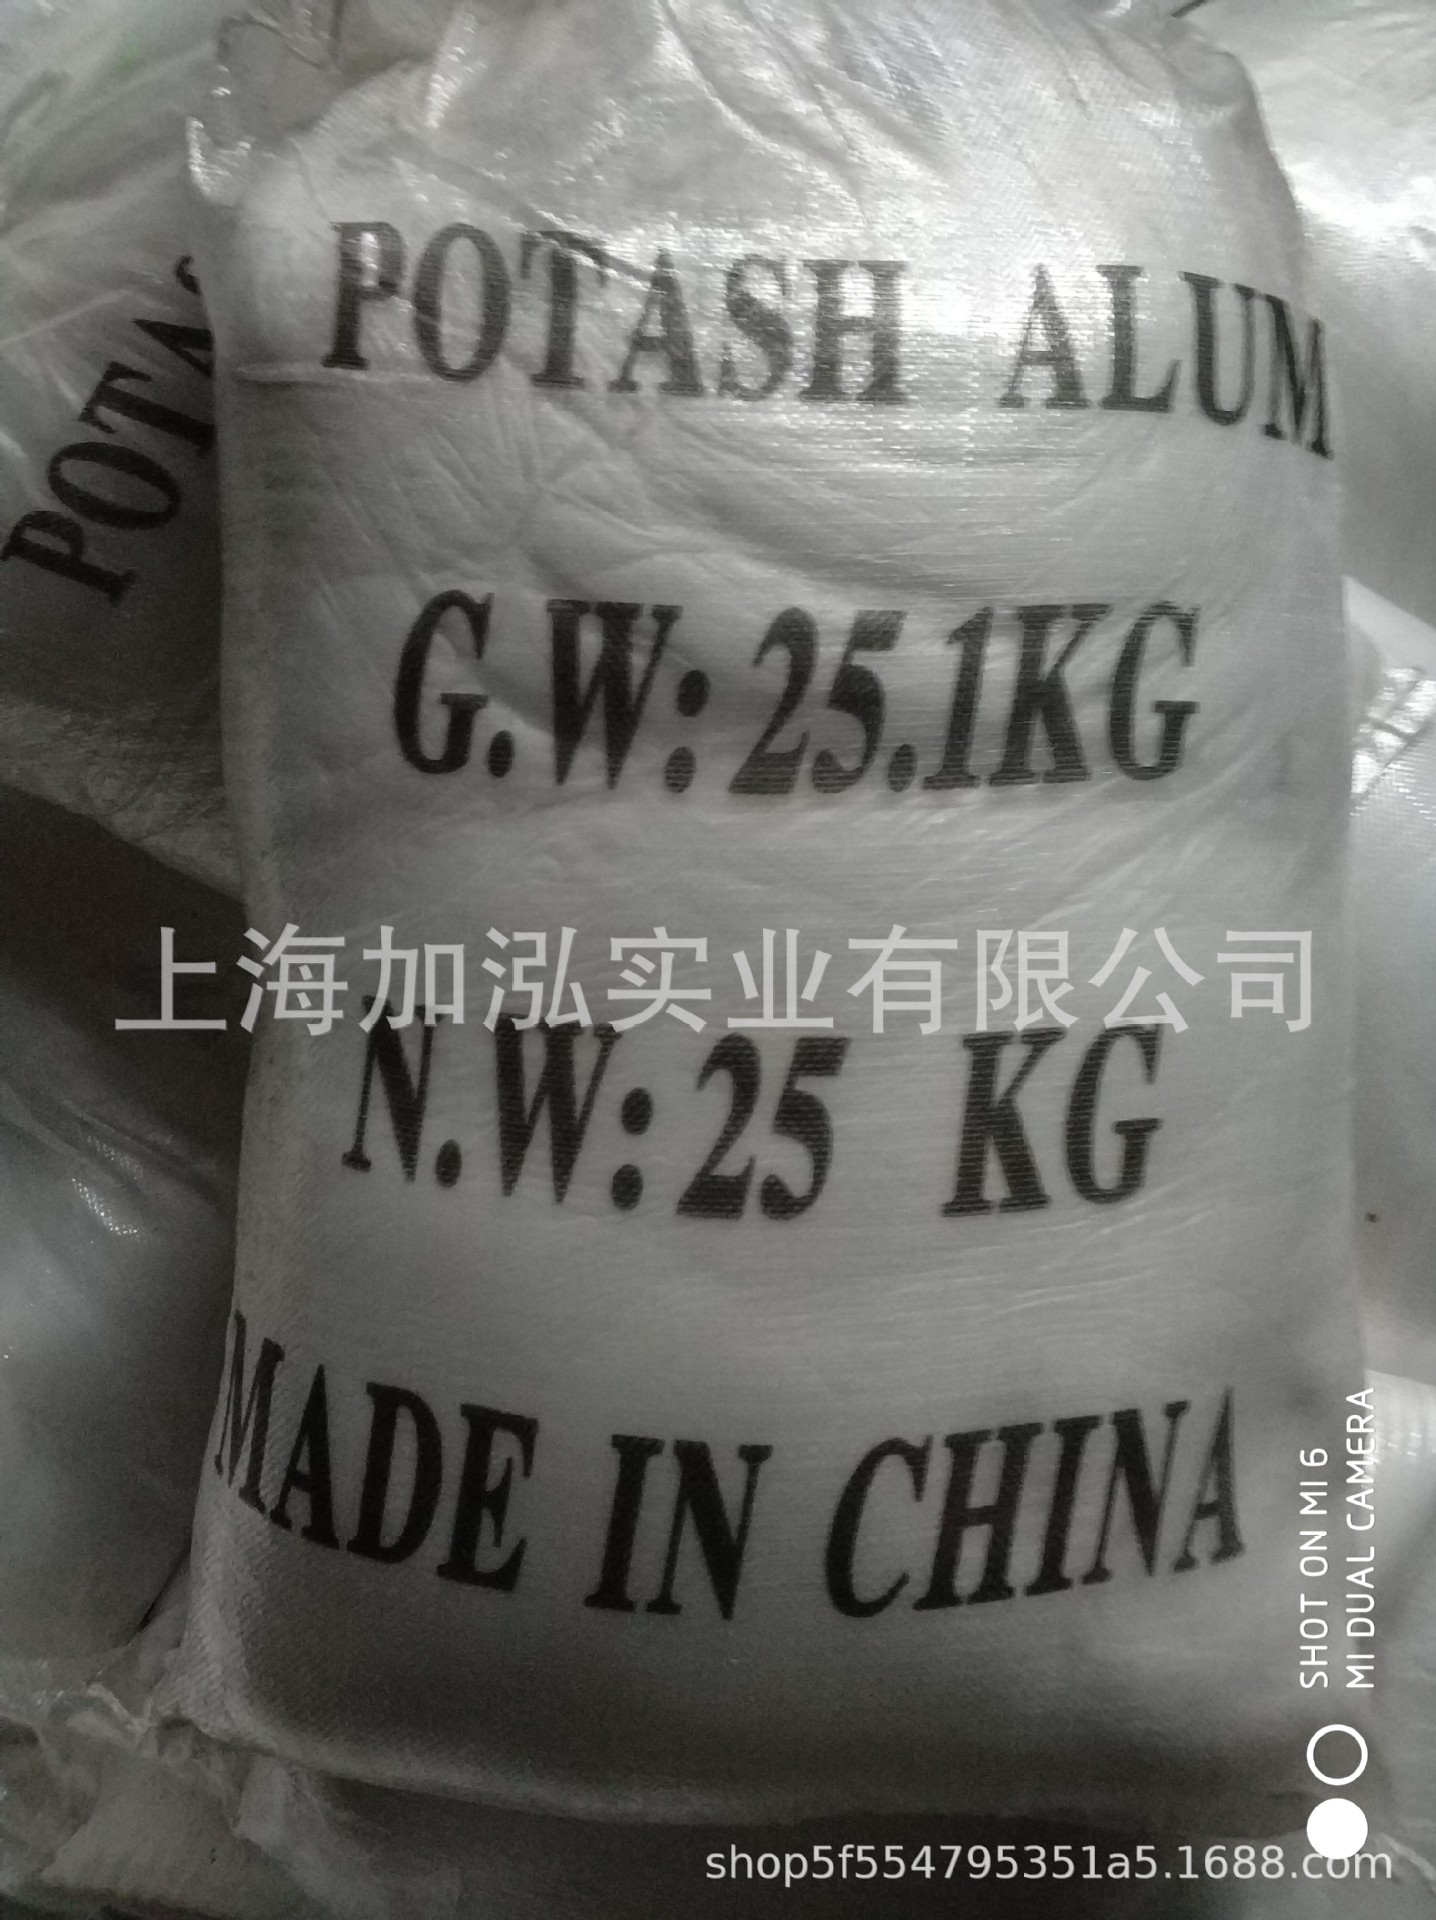 POTASH ALUM
POTAS
G.W:25.1KG
上海加泓实业有限公司
N.W:25 KG
MADE IN CHINA
SHOT ON MI 6
MI DUAL CAMERA
shop5f554795351a5.1688.com